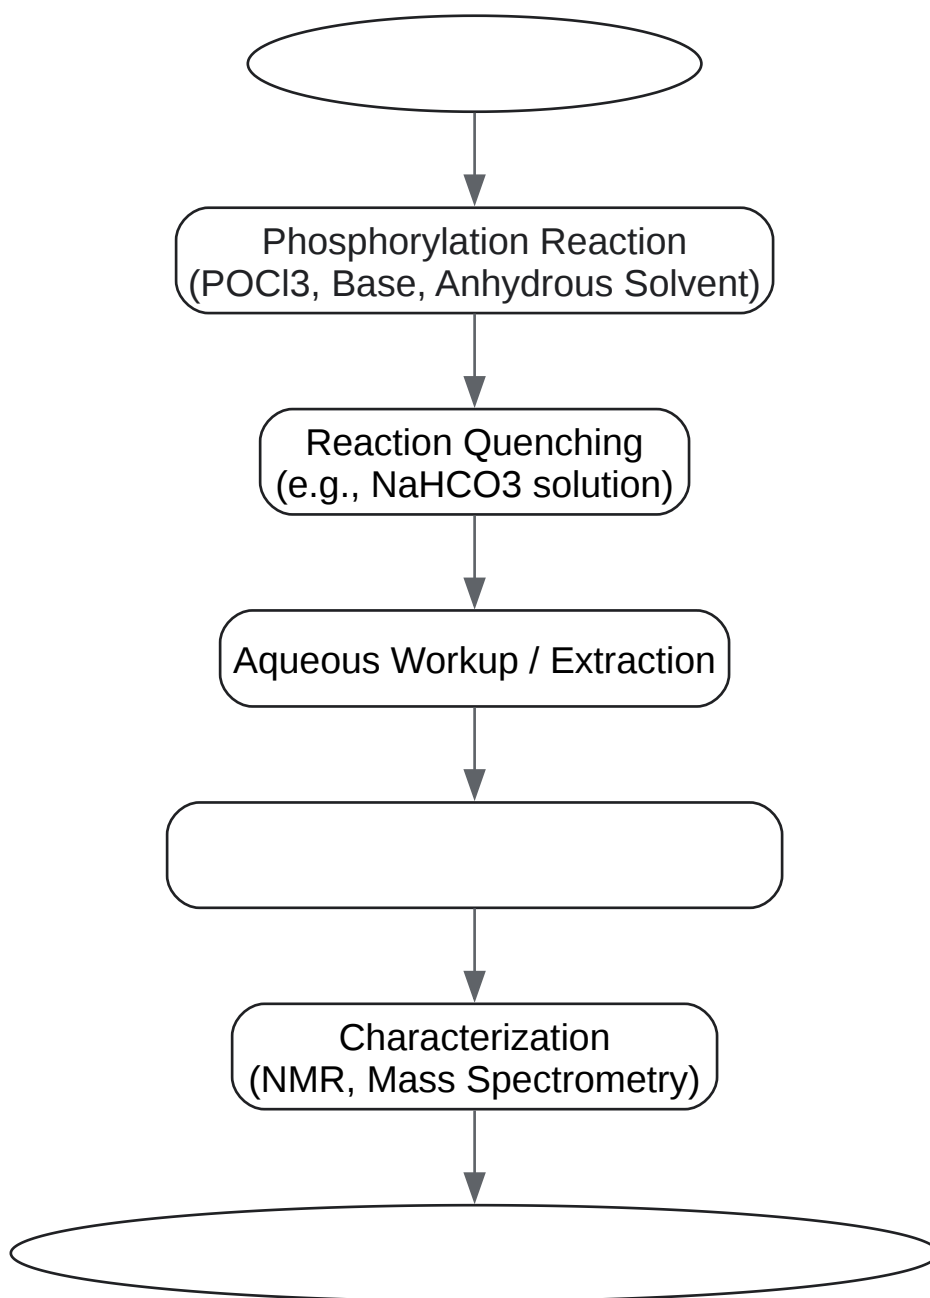 Phosphorylation Reaction
(POCl3, Base, Anhydrous Solvent)
Reaction Quenching
(e.g., NaHCO3 solution)
Aqueous Workup / Extraction
Characterization
(NMR, Mass Spectrometry)